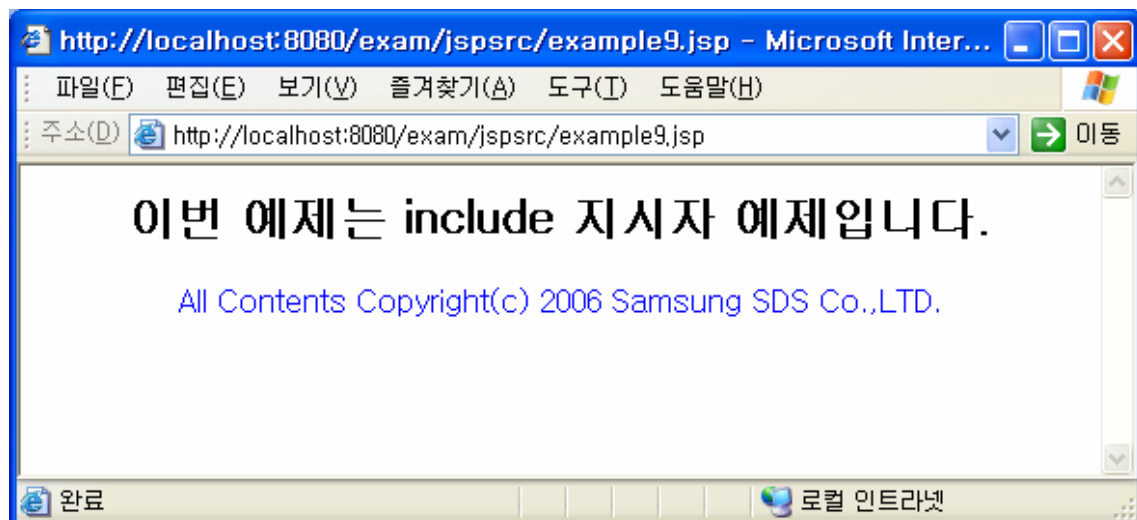 http://localhost:8080/exam/jspsrc/example9.jsp - Microsoft Inter...
파일(F) 편집(E) 보기(V) 즐겨찾기(A) 도구(T) 도움말(H)
주소(D) http://localhost:8080/exam/jspsrc/example9.jsp 이동
이번 예제는 include 지시자 예제입니다.
All Contents Copyright(c) 2006 Samsung SDS Co.,LTD.
완료 로컬 인트라넷